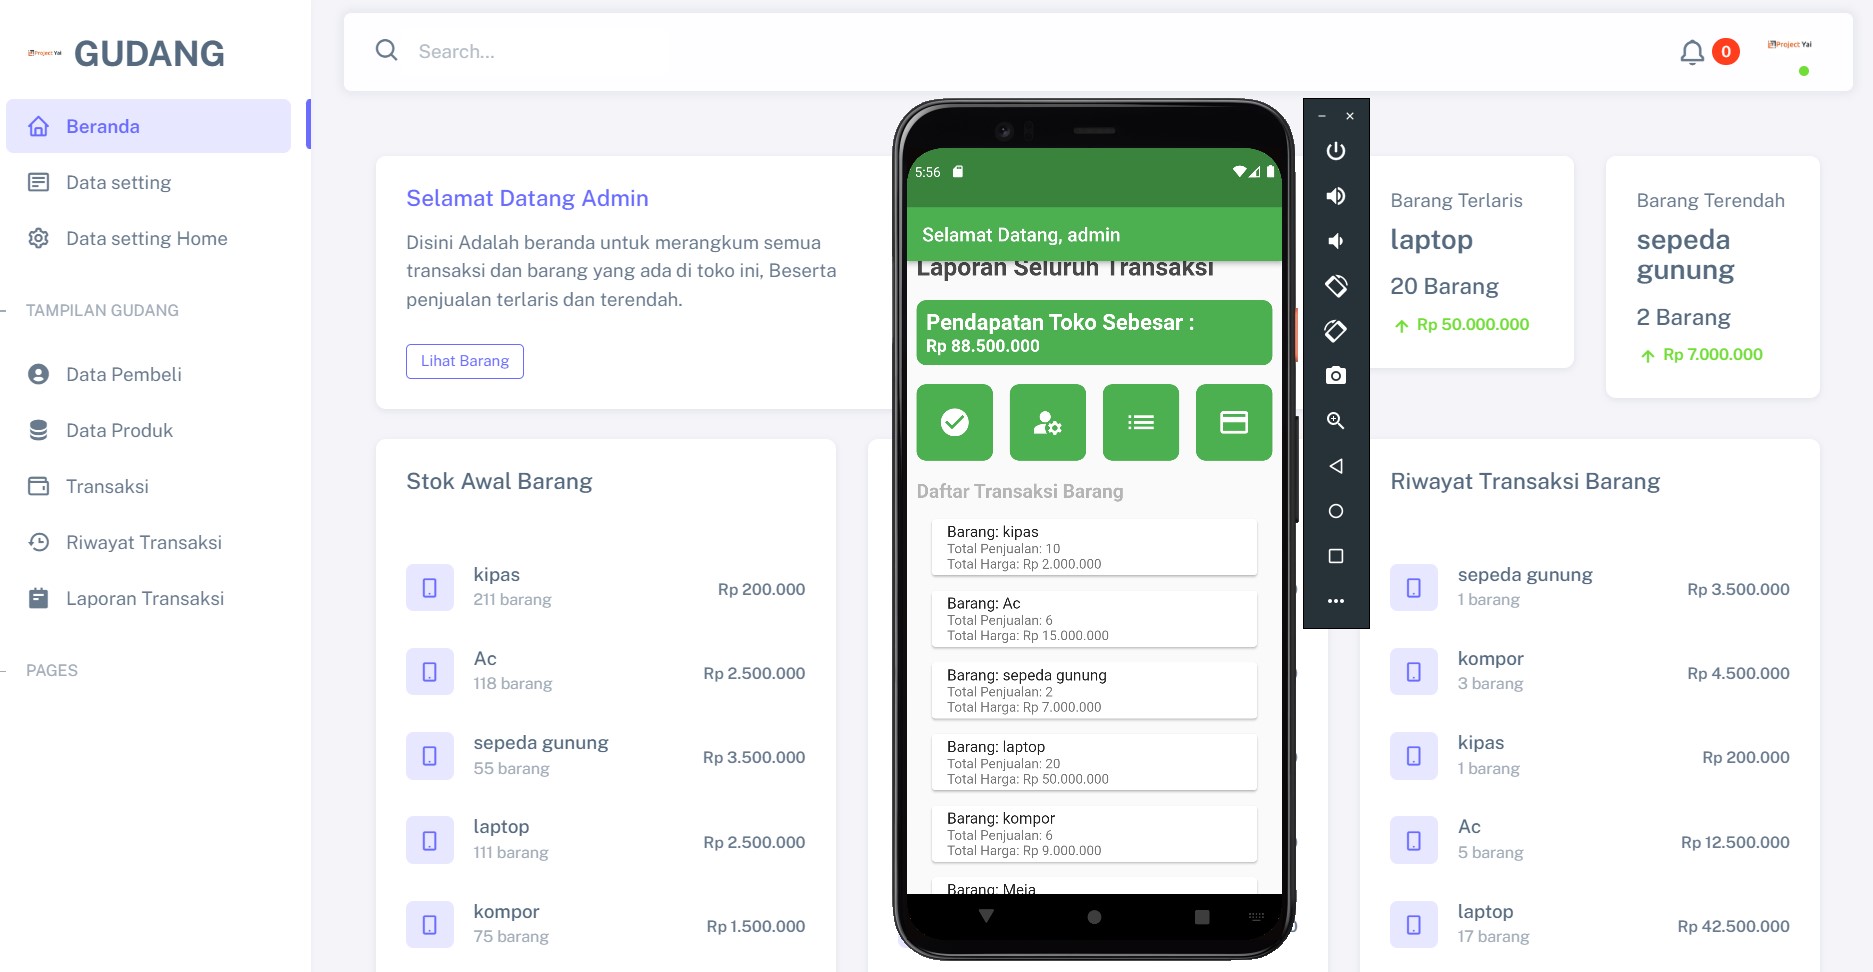 Project Yai
GUDANG
Beranda
Data setting
Data setting Home
TAMPILAN GUDANG
Data Pembeli
Data Produk
Transaksi
Riwayat Transaksi
Laporan Transaksi
PAGES
Search...
0
Project Yai
Selamat Datang Admin
Disini Adalah beranda untuk merangkum semua
transaksi dan barang yang ada di toko ini, Beserta
penjualan terlaris dan terendah.
Lihat Barang
Barang Terlaris
laptop
20 Barang
Rp 50.000.000
Barang Terendah
sepeda
gunung
2 Barang
Rp 7.000.000
Stok Awal Barang
kipas
211 barang
Rp 200.000
Ac
118 barang
Rp 2.500.000
sepeda gunung
55 barang
Rp 3.500.000
laptop
111 barang
Rp 2.500.000
kompor
75 barang
Rp 1.500.000
5:56
Selamat Datang, admin
Laporan Seluruh Transaksi
Pendapatan Toko Sebesar :
Rp 88.500.000
Daftar Transaksi Barang
Barang: kipas
Total Penjualan: 10
Total Harga: Rp 2.000.000
Barang: Ac
Total Penjualan: 6
Total Harga: Rp 15.000.000
Barang: sepeda gunung
Total Penjualan: 2
Total Harga: Rp 7.000.000
Barang: laptop
Total Penjualan: 20
Total Harga: Rp 50.000.000
Barang: kompor
Total Penjualan: 6
Total Harga: Rp 9.000.000
Barang: Meja
Riwayat Transaksi Barang
sepeda gunung
1 barang
Rp 3.500.000
kompor
3 barang
Rp 4.500.000
kipas
1 barang
Rp 200.000
Ac
5 barang
Rp 12.500.000
laptop
17 barang
Rp 42.500.000